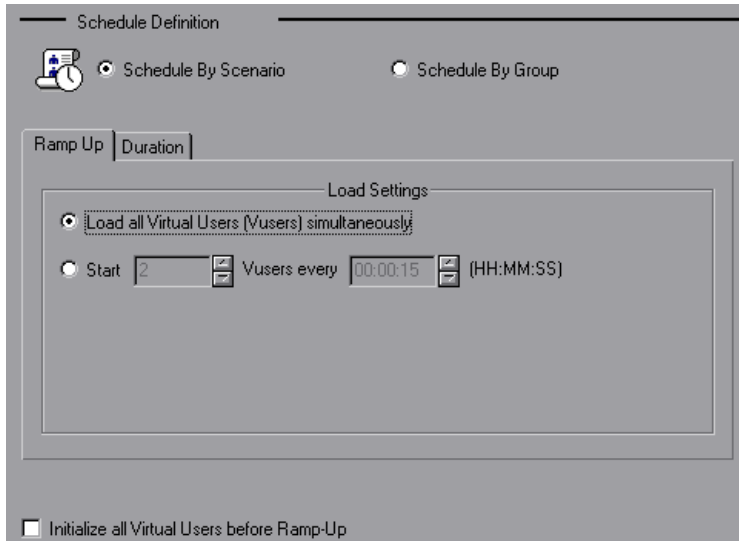 Schedule Definition
Schedule By Scenario Schedule By Group
Ramp Up Duration
Load Settings
Load all Virtual Users (Vusers) simultaneously
Start 2 Vusers every 00:00:15 (HH:MM:SS)
Initialize all Virtual Users before Ramp-Up